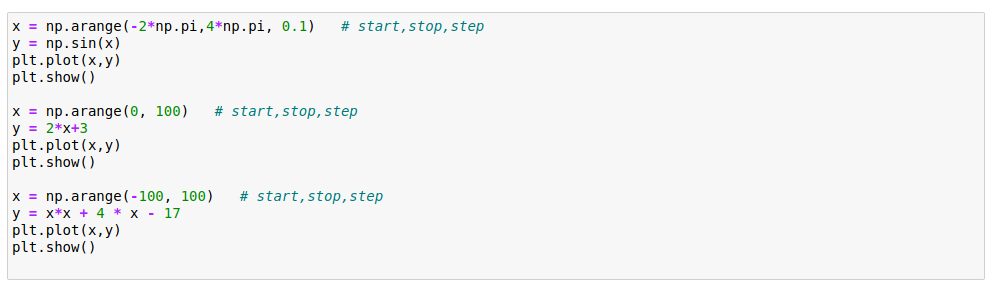 x = np.arange(-2*np.pi,4*np.pi, 0.1)   # start,stop,step
y = np.sin(x)
plt.plot(x,y)
plt.show()

x = np.arange(0, 100)   # start,stop,step
y = 2*x+3
plt.plot(x,y)
plt.show()

x = np.arange(-100, 100)   # start,stop,step
y = x*x + 4 * x - 17
plt.plot(x,y)
plt.show()